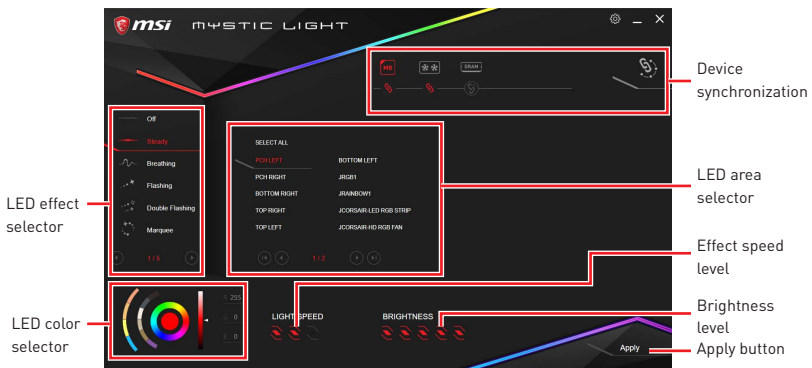 msi MYSTIC LIGHT
MB
DRAM
Device
synchronization
Off
Steady
Breathing
Flashing
Double Flashing
Marquee
1 / 5
LED effect
selector
SELECT ALL
PCH LEFT BOTTOM LEFT
PCH RIGHT JRGB1
BOTTOM RIGHT JRAINBOW1
TOP RIGHT JCORSAIR-LED RGB STRIP
TOP LEFT JCORSAIR-HD RGB FAN
1 / 2
LED area
selector
Effect speed
level
LED color
selector
R 255
G 0
B 0
LIGHT SPEED
BRIGHTNESS
Brightness
level
Apply
Apply button